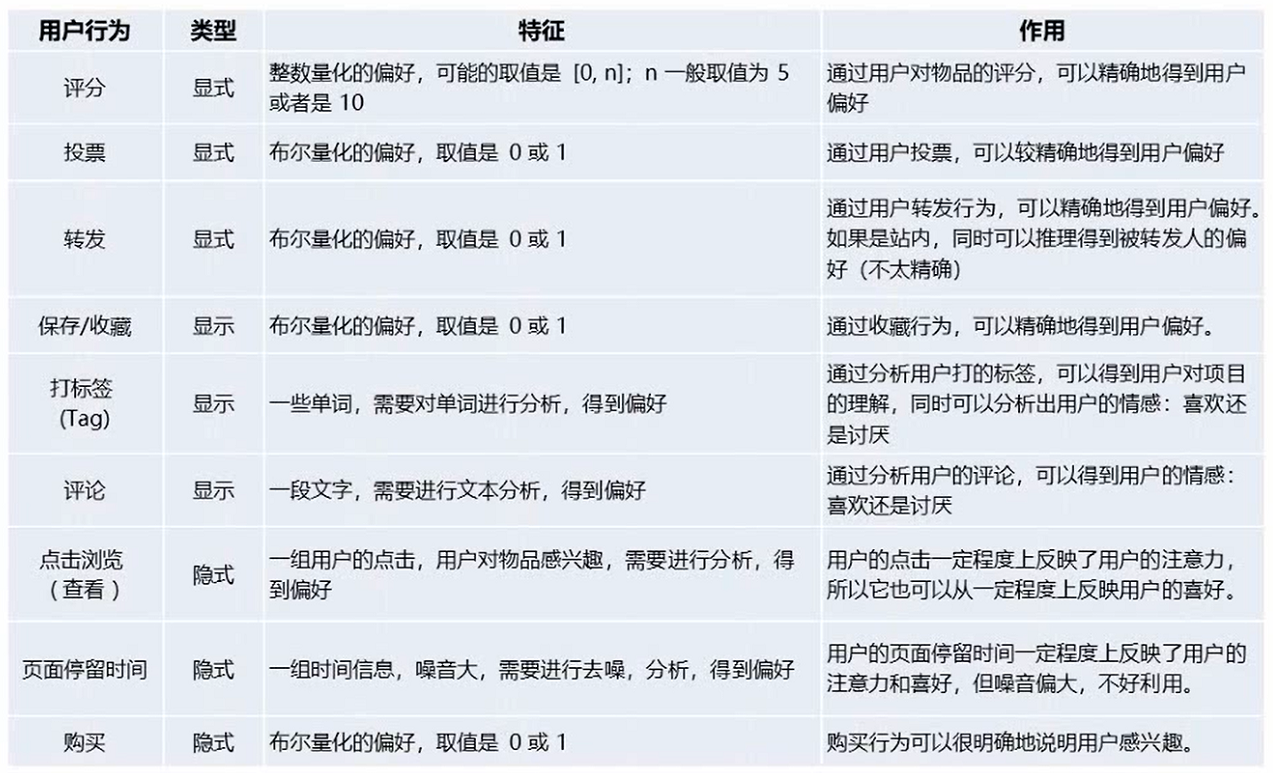 用户行为 类型 特征 作用
评分 显式 整数量化的偏好，可能的取值是 [0, n]；n 一般取值为 5
或者是 10
通过用户对物品的评分，可以精确地得到用户
偏好
投票 显式 布尔量化的偏好，取值是 0 或 1 通过用户投票，可以较精确地得到用户偏好
转发 显式 布尔量化的偏好，取值是 0 或 1
通过用户转发行为，可以精确地得到用户偏好。
如果是站内，同时可以推理得到被转发人的偏
好（不太精确）
保存/收藏 显示 布尔量化的偏好，取值是 0 或 1 通过收藏行为，可以精确地得到用户偏好。
打标签
(Tag)
显示 一些单词，需要对单词进行分析，得到偏好
通过分析用户打的标签，可以得到用户对项目
的理解，同时可以分析出用户的情感：喜欢还
是讨厌
评论 显示 一段文字，需要进行文本分析，得到偏好
通过分析用户的评论，可以得到用户的情感：
喜欢还是讨厌
点击浏览
（查看）
隐式
一组用户的点击，用户对物品感兴趣，需要进行分析，得
到偏好
用户的点击一定程度上反映了用户的注意力，
所以它也可以从一定程度上反映用户的喜好。
页面停留时间 隐式 一组时间信息，噪音大，需要进行去噪，分析，得到偏好
用户的页面停留时间一定程度上反映了用户的
注意力和喜好，但噪音偏大，不好利用。
购买 隐式 布尔量化的偏好，取值是 0 或 1 购买行为可以很明确地说明用户感兴趣。